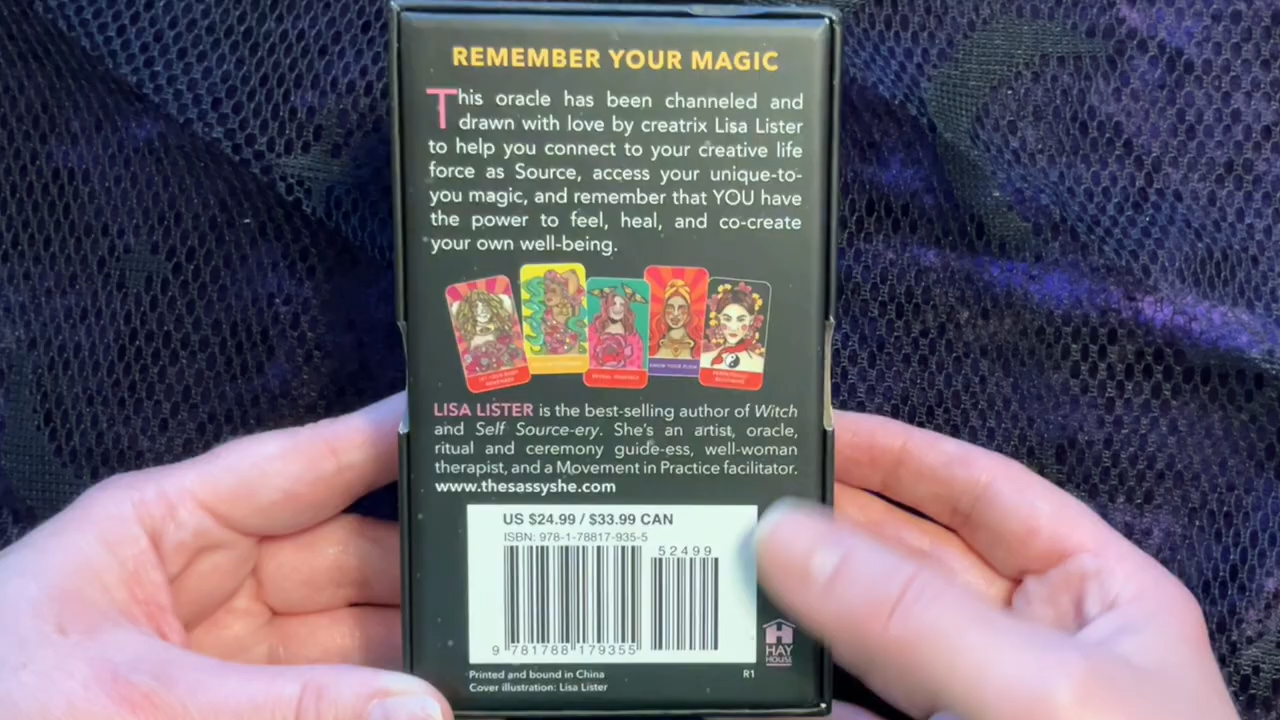 REMEMBER YOUR MAGIC
This oracle has been channeled and
drawn with love by creatrix Lisa Lister
to help you connect to your creative life
force as Source, access your unique-to-
you magic, and remember that YOU have
the power to feel, heal, and co-create
your own well-being.
REVEAL YOURSELF
KNOW YOUR FLOW
LISA LISTER is the best-selling author of Witch
and Self Source-ery. She's an artist, oracle,
ritual and ceremony guide-ess, well-woman
therapist, and a Movement in Practice facilitator.
www.thesassyshe.com
US $24.99 / $33.99 CAN
ISBN: 978-1-78817-935-5
52499
9 781788 179355
HAY
HOUSE
Printed and bound in China
R1
Cover illustration: Lisa Lister